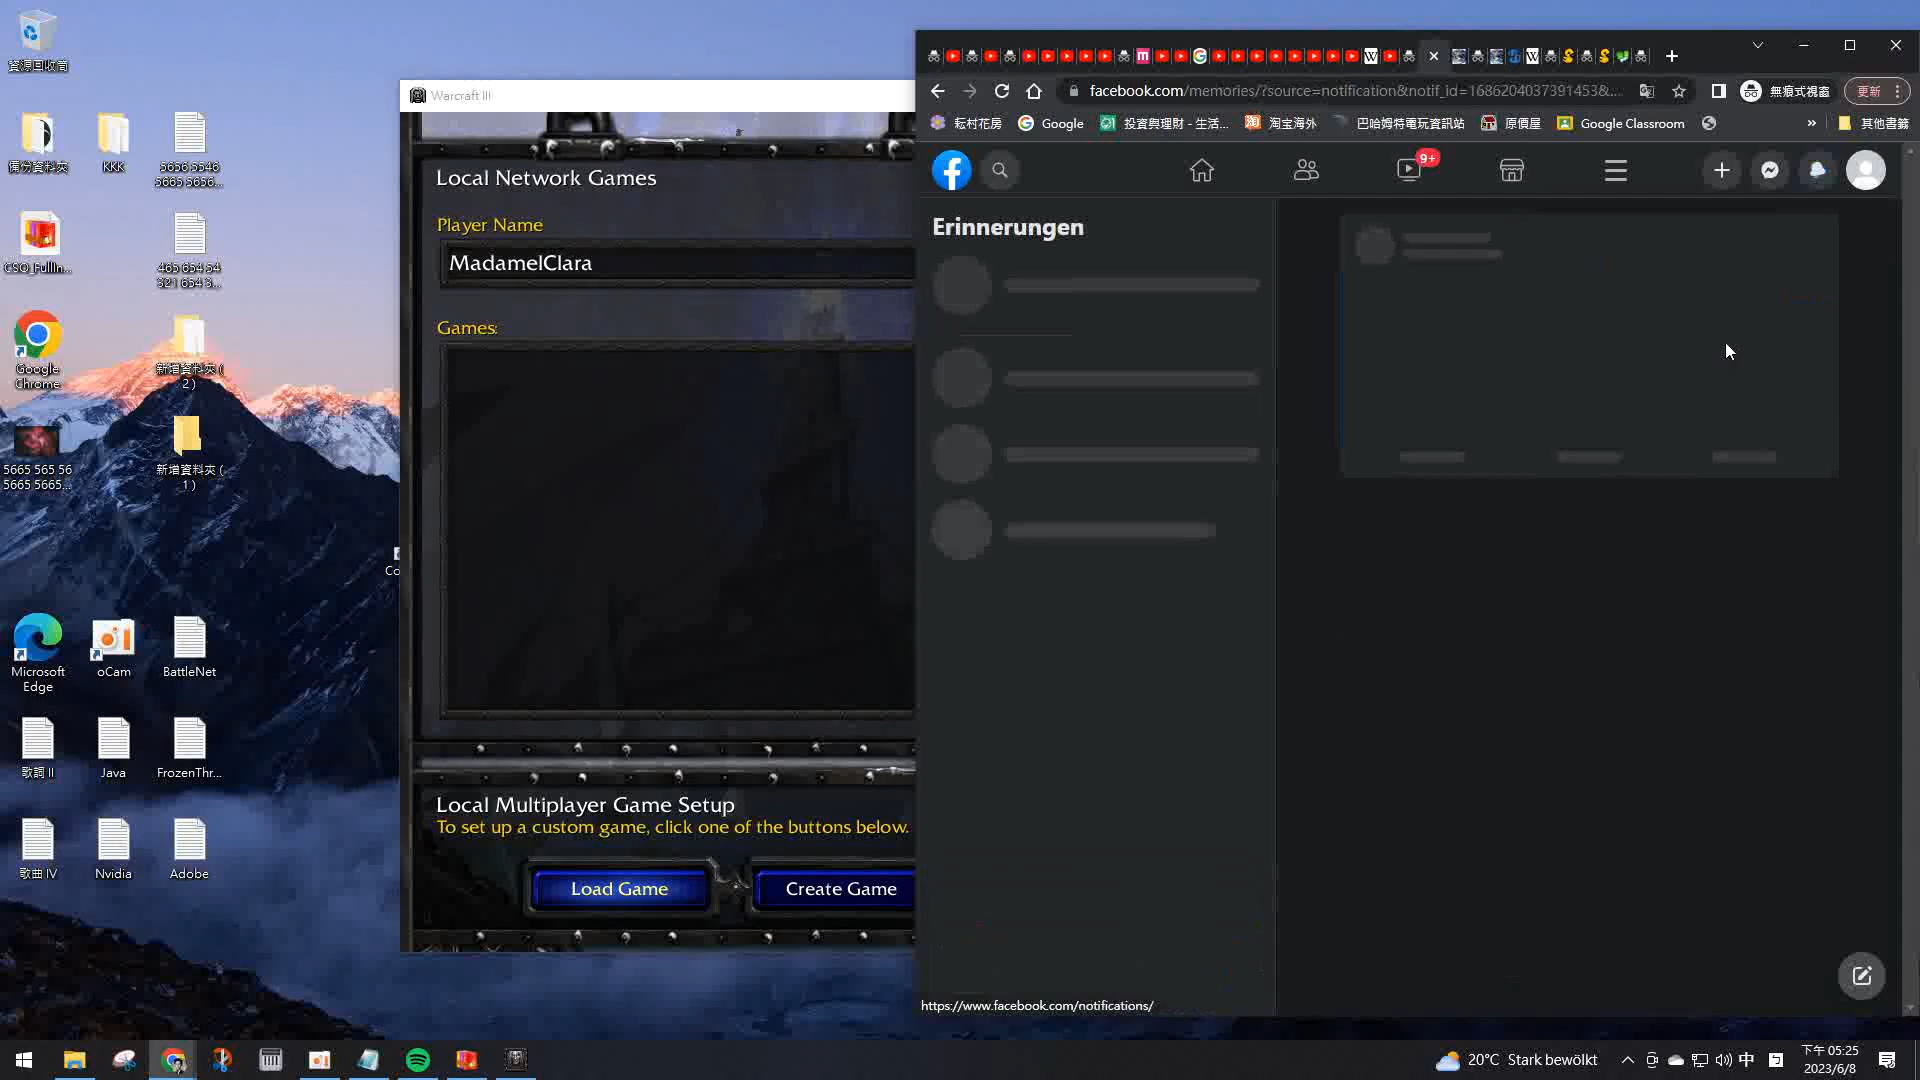 資源回收筒
備份資料夾
KKK
5656 5546
5665 5656...
CSO_FullIn...
465 654 54
321 654 3...
Google
Chrome
新增資料夾 (
2 )
5665 565 56
5665 5665...
新增資料夾 (
1 )
Co
Microsoft
Edge
oCam
BattleNet
歌詞 II
Java
FrozenThr...
歌曲 IV
Nvidia
Adobe
Warcraft III
Local Network Games
Player Name
MadamelClara
Games:
Local Multiplayer Game Setup
To set up a custom game, click one of the buttons below.
Load Game
Create Game
facebook.com/memories/?source=notification&notif_id=1686204037391453&...
無痕式視窗
更新
耘村花房
Google
投資與理財 - 生活...
淘宝海外
巴哈姆特電玩資訊站
原價屋
Google Classroom
»
其他書籤
9+
Erinnerungen
https://www.facebook.com/notifications/
20°C Stark bewölkt
中
下午 05:25
2023/6/8